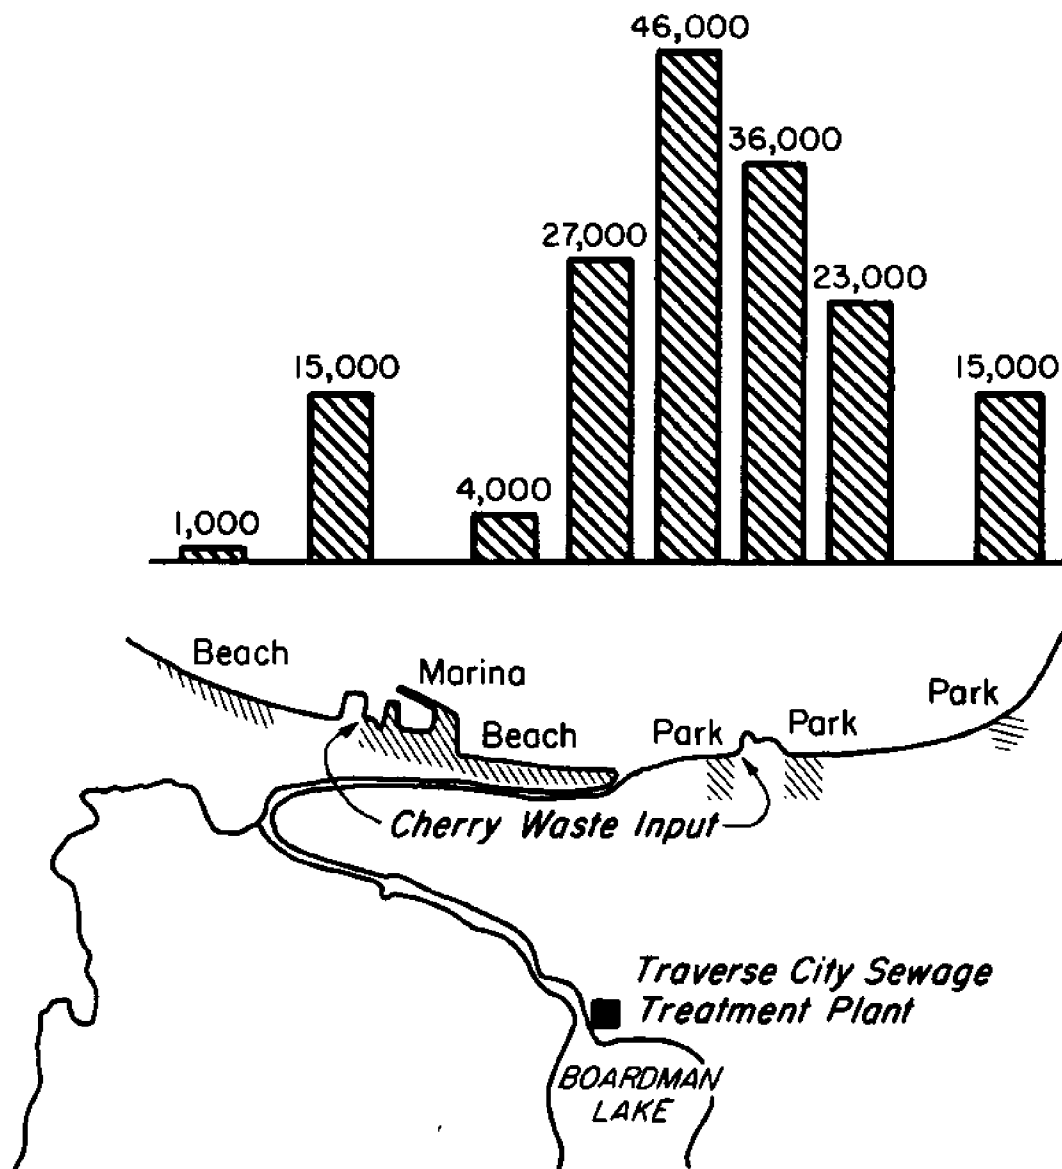 46,000
36,000
27,000
23,000
15,000
15,000
4,000
1,000
Beach
Marina
Park
Beach
Park
Park
Cherry Waste Input
Traverse City Sewage
Treatment Plant
BOARDMAN
LAKE